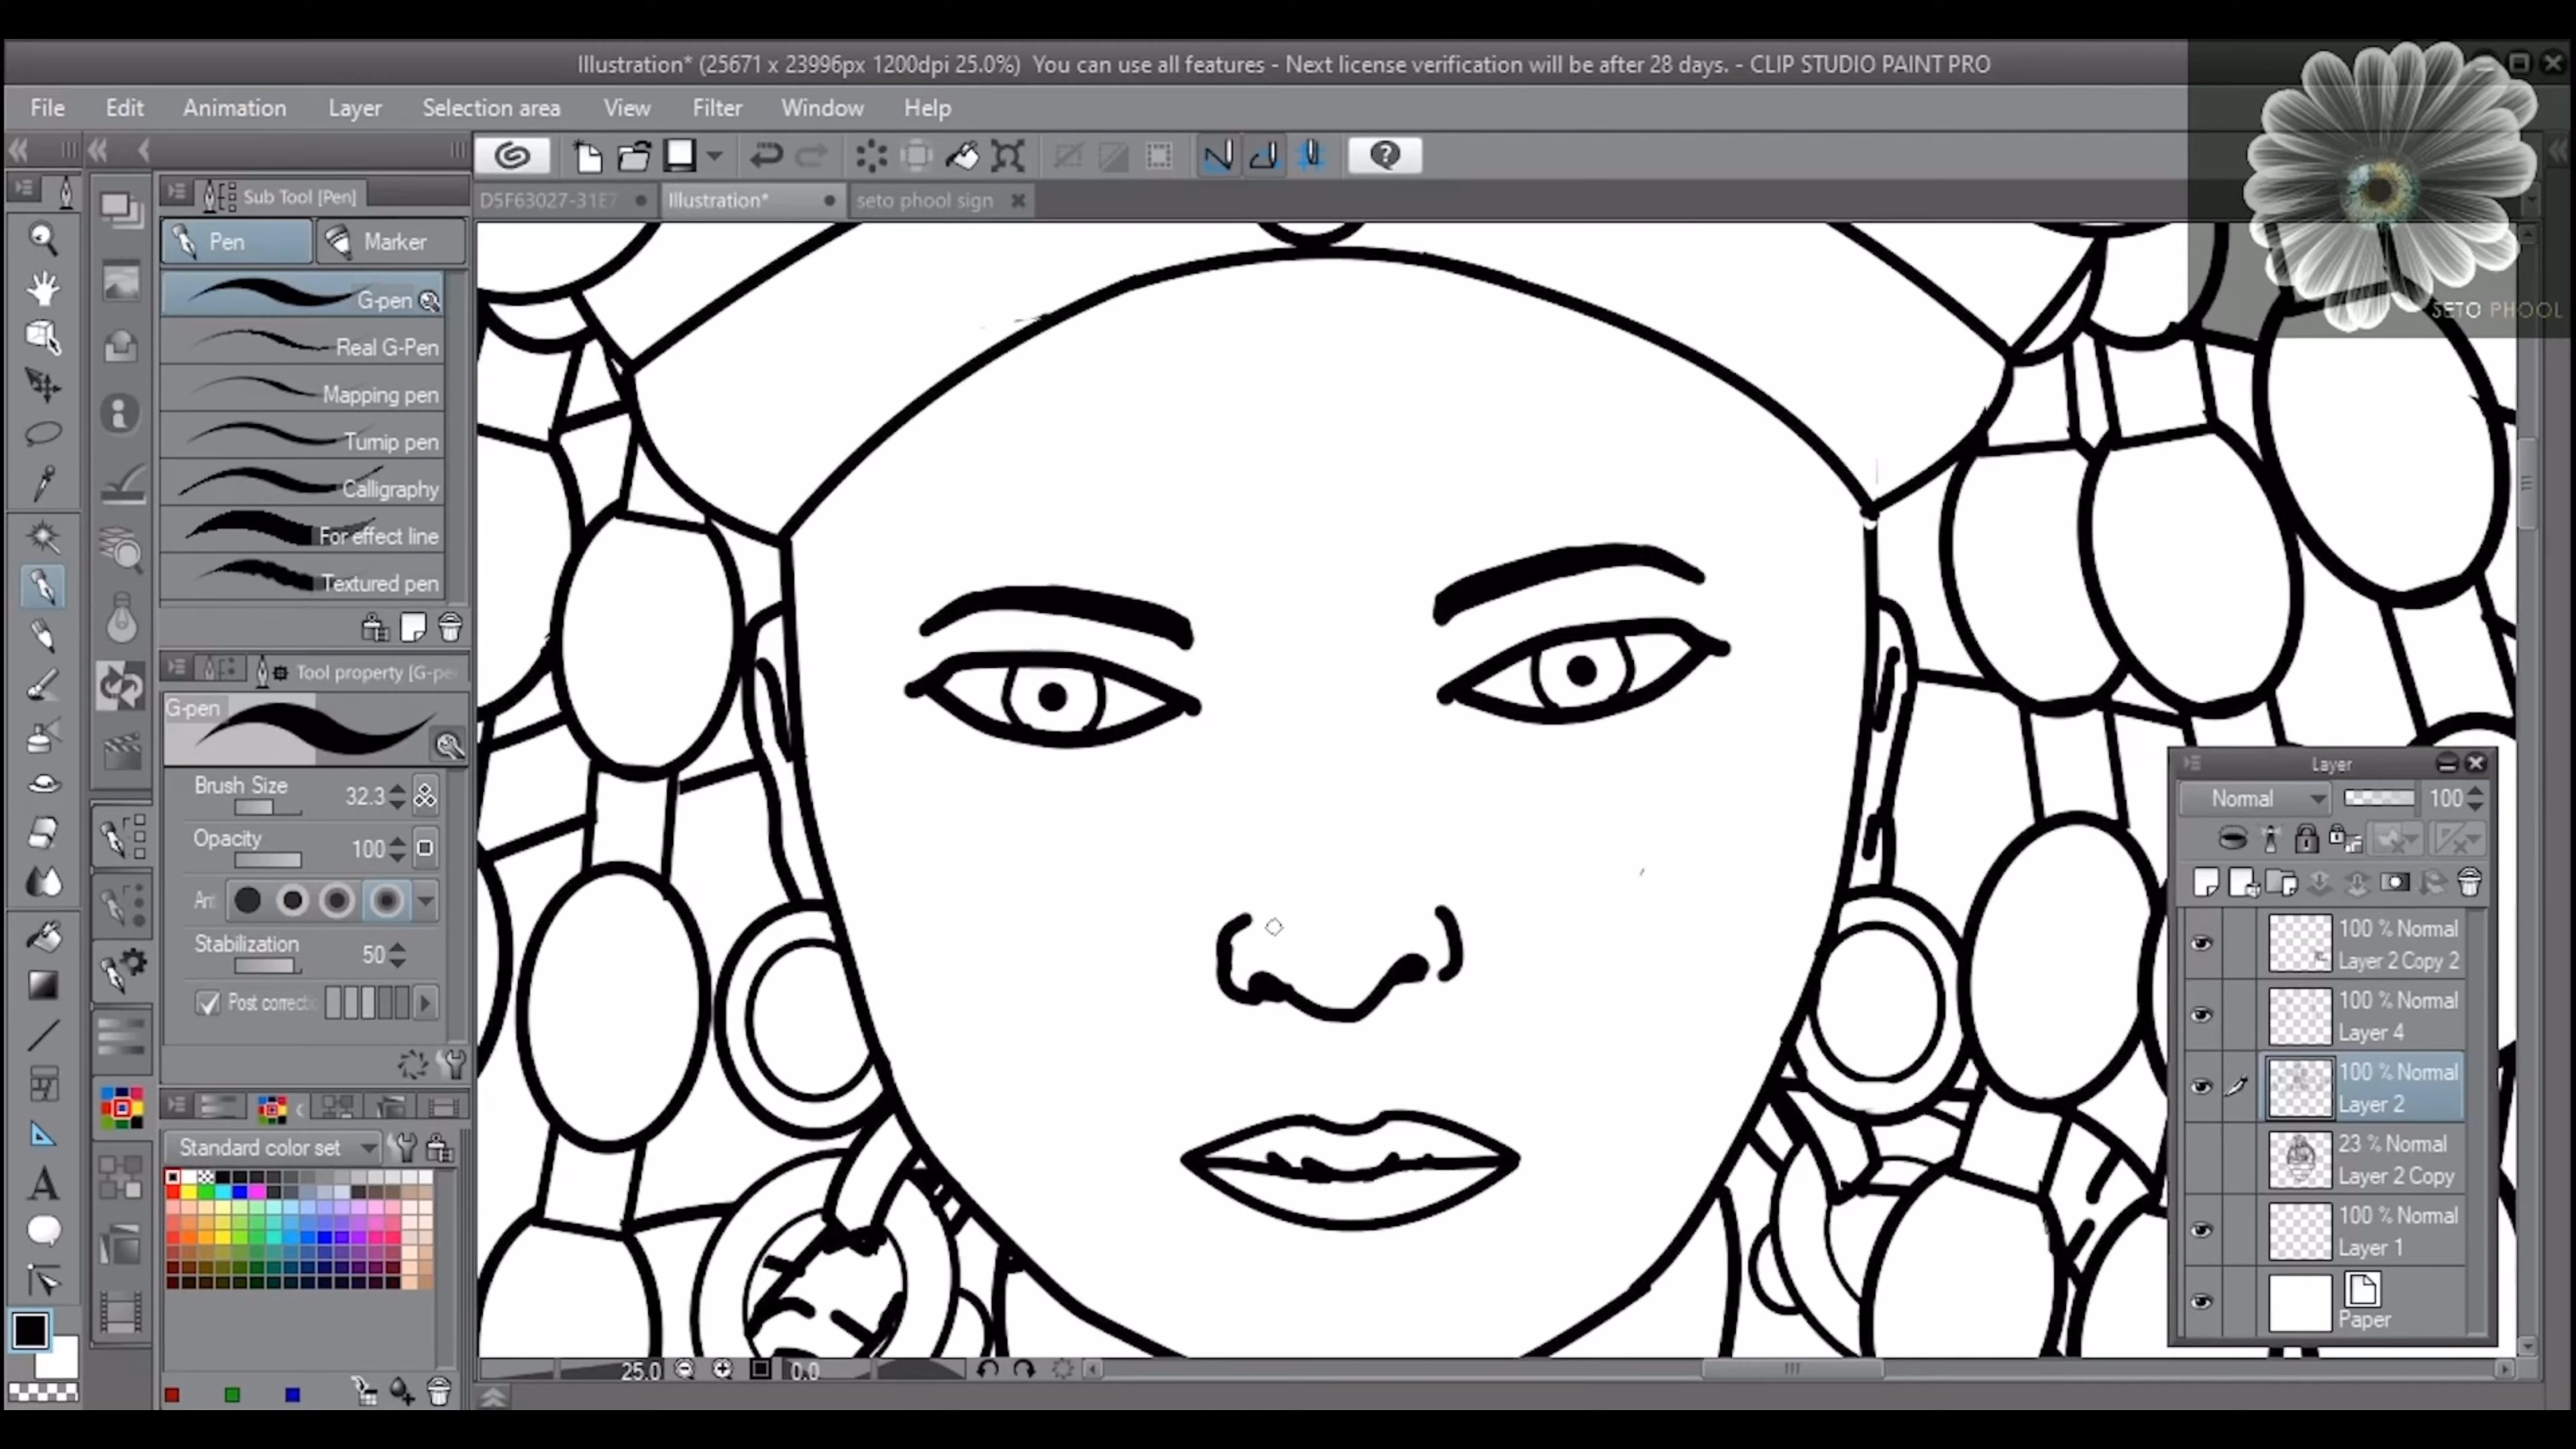 Illustration* (25671 x 23996px 1200dpi 25.0%) You can use all features - Next license verification will be after 28 days. - CLIP STUDIO PAINT PRO
File Edit Animation Layer Selection area View Filter Window Help
D5F63027-31E7 Illustration* seto phool sign
SETO PHOOL
Sub Tool [Pen]
Pen Marker
G-pen
Real G-Pen
Mapping pen
Turnip pen
Calligraphy
For effect line
Textured pen
Tool property [G-pe
G-pen
Brush Size 32.3
Opacity 100
Ant
Stabilization 50
Post correctic
Standard color set
25.0 0.0
Layer
Normal 100
100 % Normal
Layer 2 Copy 2
100 % Normal
Layer 4
100 % Normal
Layer 2
23 % Normal
Layer 2 Copy
100 % Normal
Layer 1
Paper